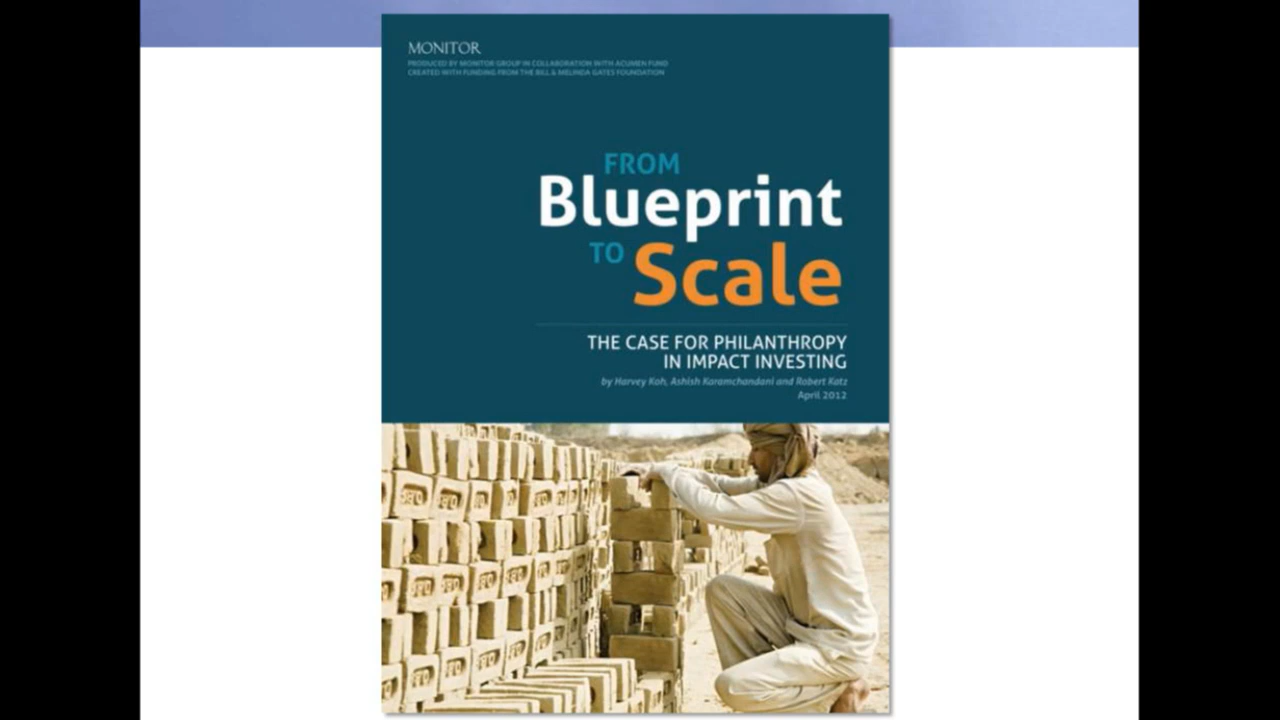 MONITOR
PRODUCED BY MONITOR GROUP IN COLLABORATION WITH ACUMEN FUND
CREATED WITH FUNDING FROM THE BILL & MELINDA GATES FOUNDATION
FROM
Blueprint
TO Scale
THE CASE FOR PHILANTHROPY
IN IMPACT INVESTING
by Harvey Koh, Ashish Karamchandani and Robert Katz
April 2012